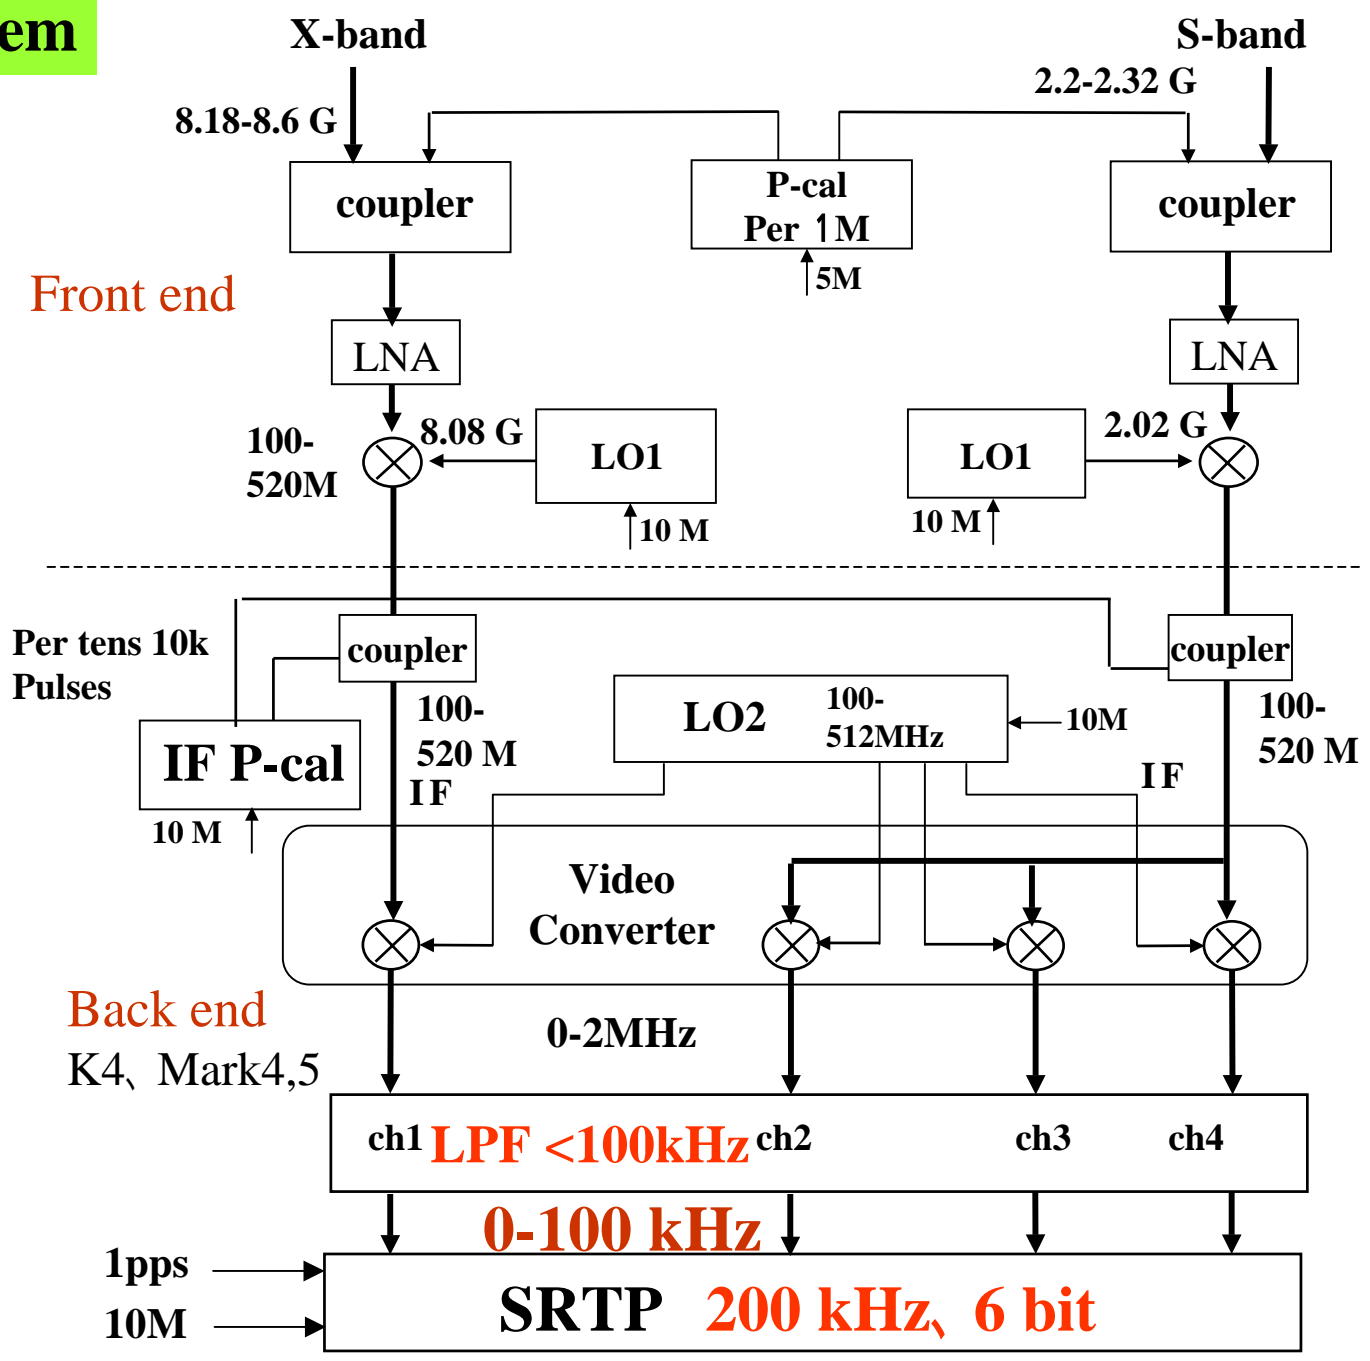 em
X-band
S-band
8.18-8.6 G
2.2-2.32 G
coupler
P-cal
Per 1M
coupler
5M
Front end
LNA
LNA
100-
520M
8.08 G
LO1
LO1
2.02 G
10 M
10 M
Per tens 10k
Pulses
coupler
coupler
LO2
100-
512MHz
10M
100-
520 M
100-
520 M
IF P-cal
IF
IF
10 M
Video
Converter
Back end
K4、Mark4,5
0-2MHz
ch1 LPF <100kHz ch2 ch3 ch4
0-100 kHz
1pps
10M
SRTP 200 kHz、6 bit